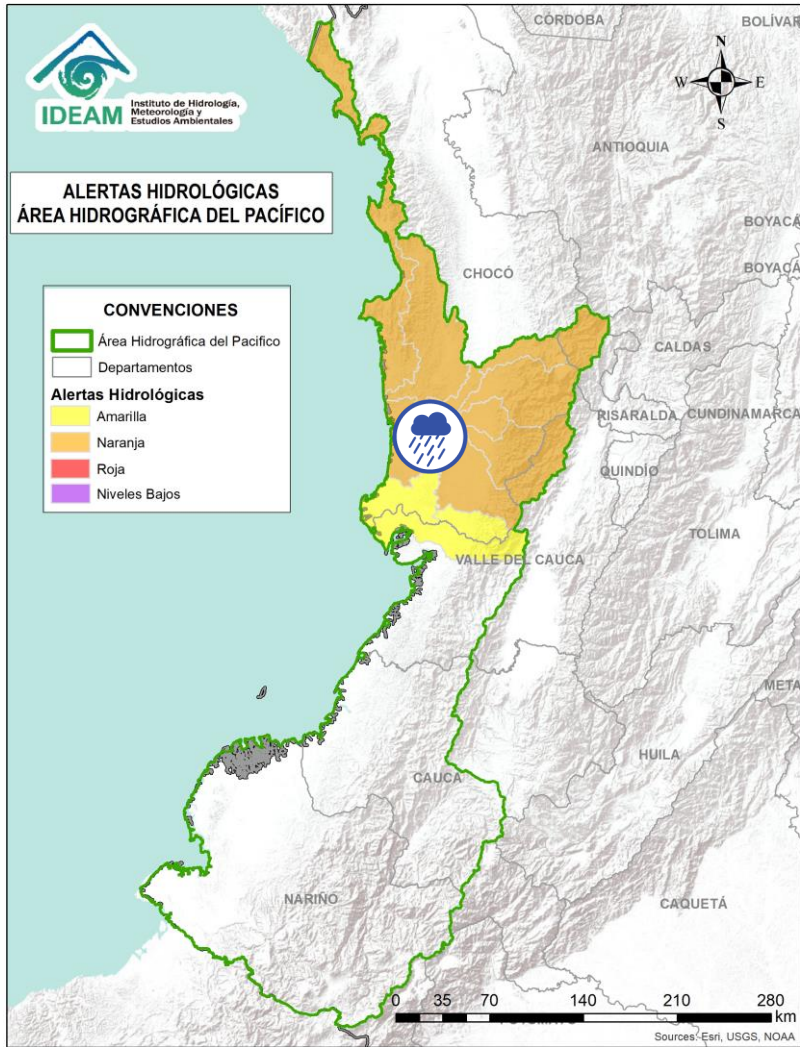 CÓRDOBA
BOLÍVAR
N
W
E
S
IDEAM
Instituto de Hidrología,
Meteorología y
Estudios Ambientales
ANTIOQUIA
ALERTAS HIDROLÓGICAS
ÁREA HIDROGRÁFICA DEL PACÍFICO
BOYACÁ
BOYACÁ
CHOCÓ
CONVENCIONES
Área Hidrográfica del Pacifico
Departamentos
Alertas Hidrológicas
Amarilla
Naranja
Roja
Niveles Bajos
CALDAS
RISARALDA
CUNDINAMARCA
QUINDÍO
TOLIMA
VALLE DEL CAUCA
META
HUILA
CAUCA
NARIÑO
CAQUETÁ
0 35 70 140 210 280
km
Sources: Esri, USGS, NOAA